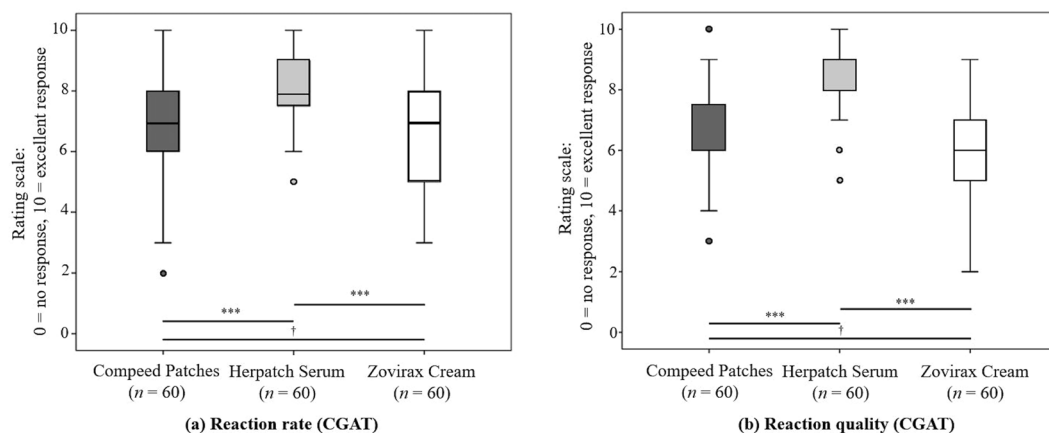 Rating scale:
0 = no response, 10 = excellent response
10
8
6
4
2
0
***
***
†
Compeed Patches
(n = 60)
Herpatch Serum
(n = 60)
Zovirax Cream
(n = 60)
(a) Reaction rate (CGAT)
Rating scale:
0 = no response, 10 = excellent response
10
8
6
4
2
0
***
***
†
Compeed Patches
(n = 60)
Herpatch Serum
(n = 60)
Zovirax Cream
(n = 60)
(b) Reaction quality (CGAT)